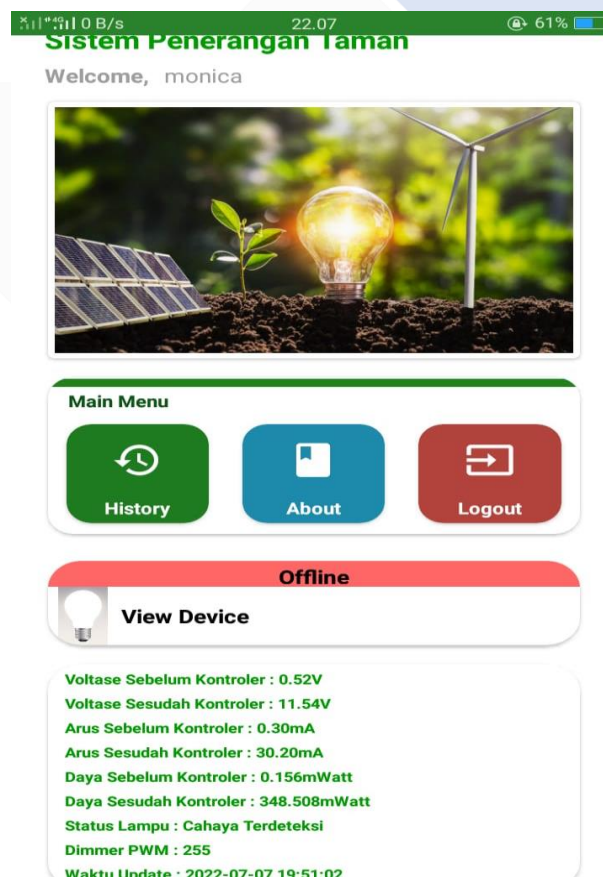 0 B/s 22.07 61%
Sistem Penerangan Taman
Welcome, monica
Main Menu
History About Logout
Offline
View Device
Voltase Sebelum Kontroler : 0.52V
Voltase Sesudah Kontroler : 11.54V
Arus Sebelum Kontroler : 0.30mA
Arus Sesudah Kontroler : 30.20mA
Daya Sebelum Kontroler : 0.156mWatt
Daya Sesudah Kontroler : 348.508mWatt
Status Lampu : Cahaya Terdeteksi
Dimmer PWM : 255
Waktu Update : 2022-07-07 19:51:02